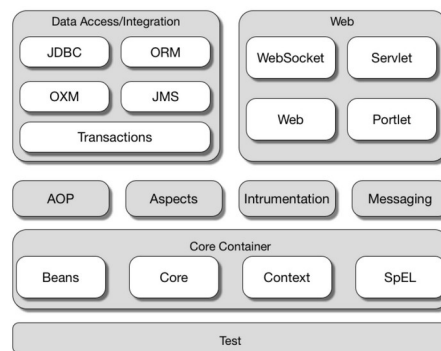 Data Access/Integration
JDBC
ORM
OXM
JMS
Transactions
Web
WebSocket
Servlet
Web
Portlet
AOP
Aspects
Intrumentation
Messaging
Core Container
Beans
Core
Context
SpEL
Test